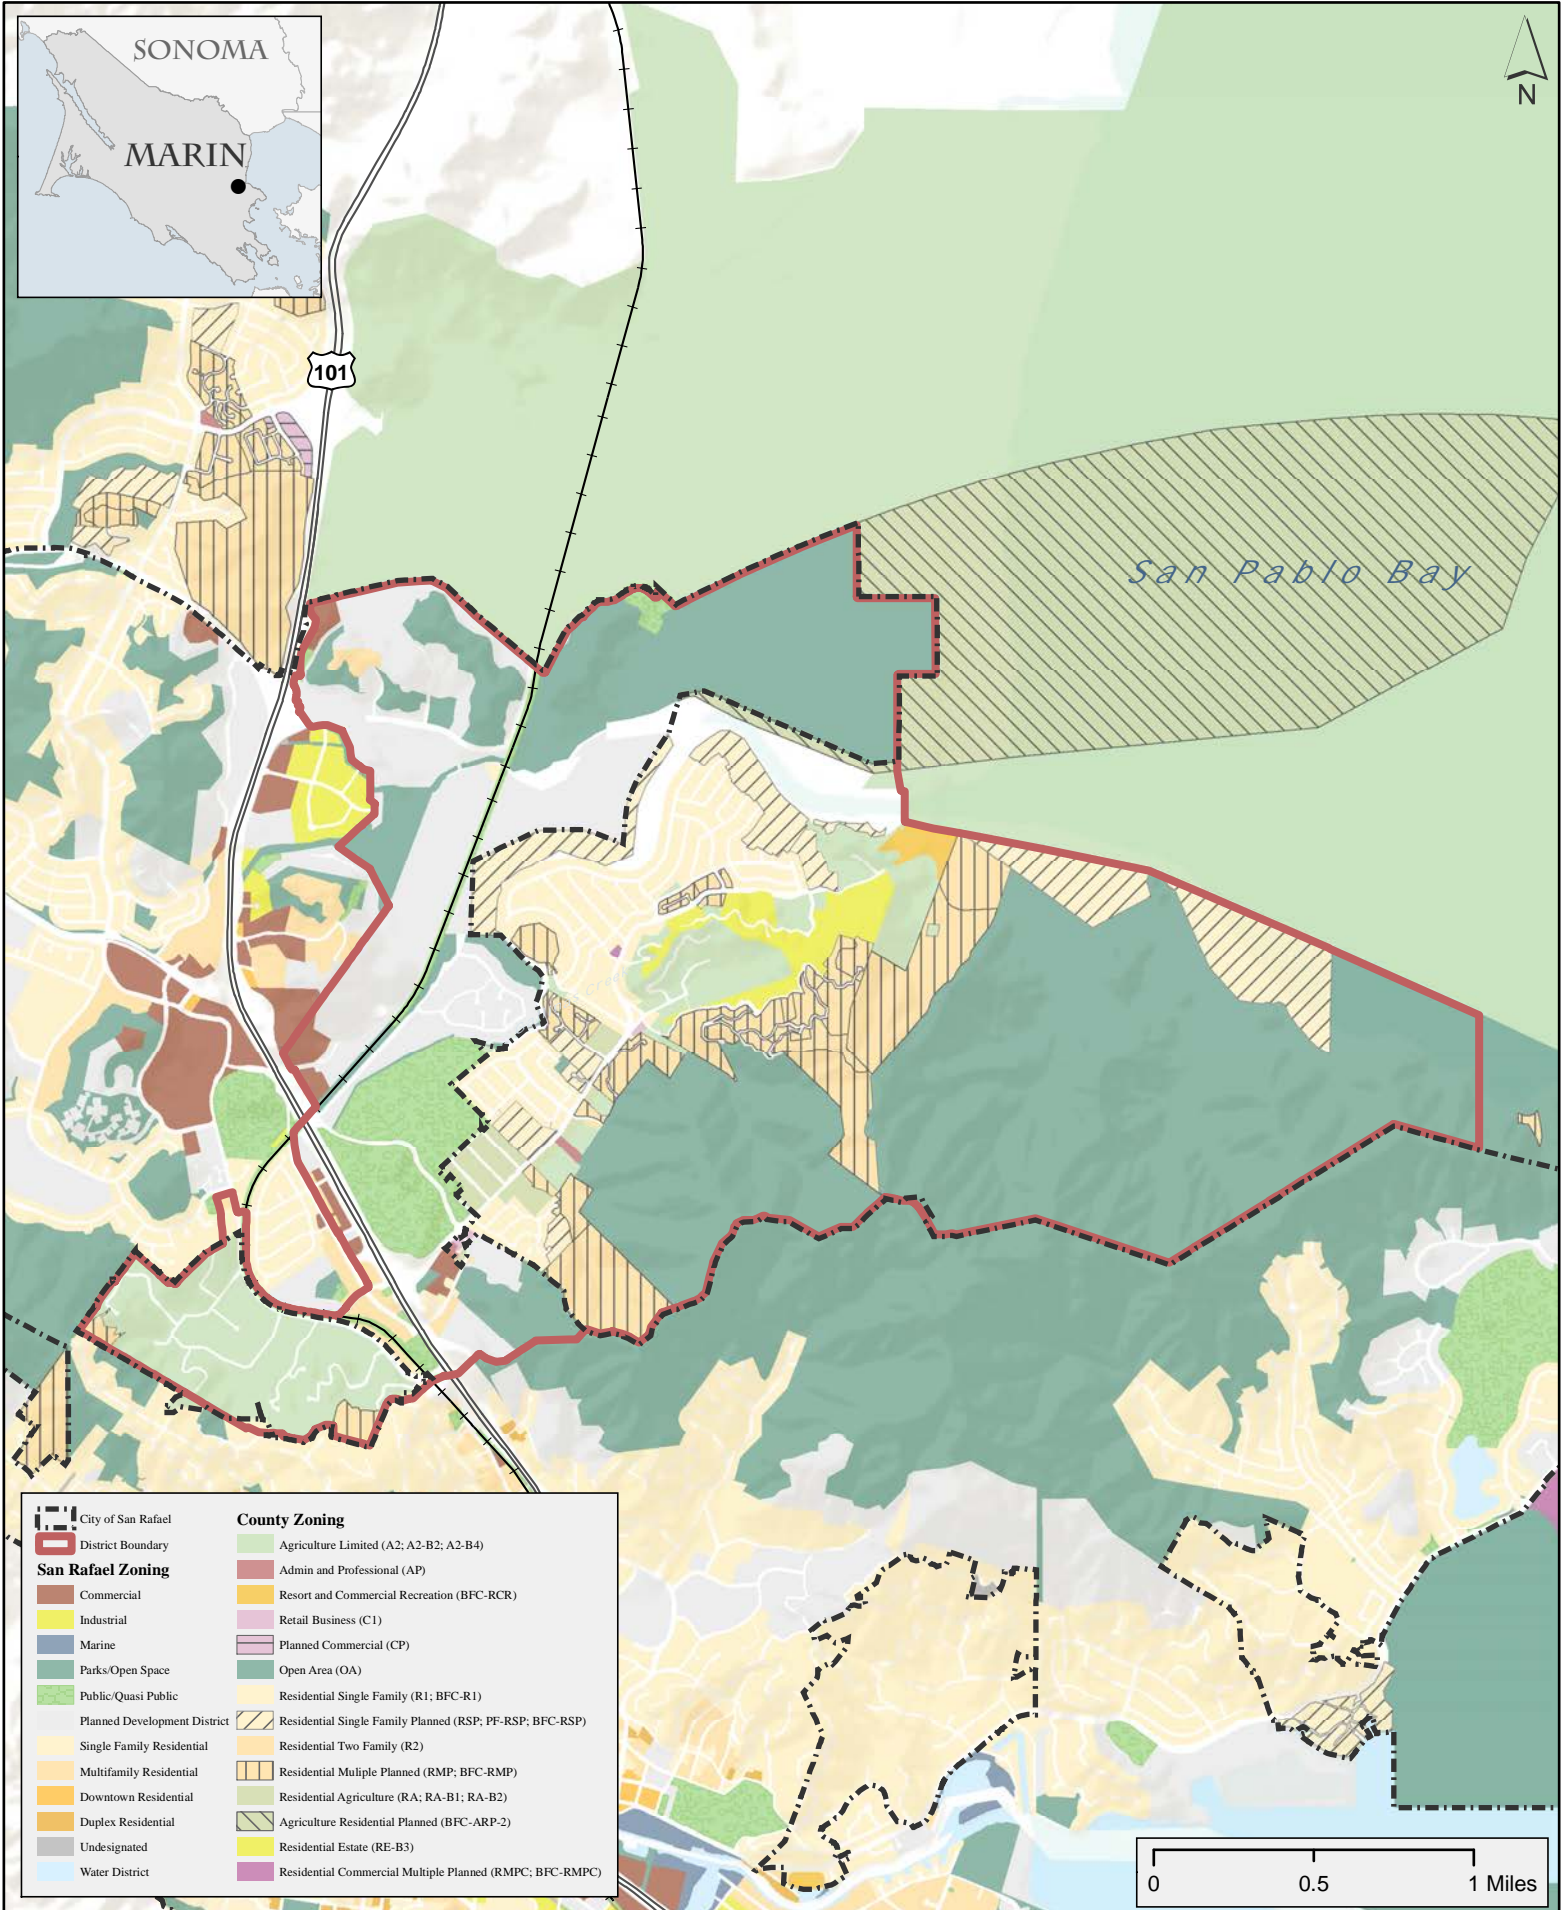 SONOMA
MARIN
N
101
San Pablo Bay
Creek
City of San Rafael
District Boundary
San Rafael Zoning
Commercial
Industrial
Marine
Parks/Open Space
Public/Quasi Public
Planned Development District
Single Family Residential
Multifamily Residential
Downtown Residential
Duplex Residential
Undesignated
Water District
County Zoning
Agriculture Limited (A2; A2-B2; A2-B4)
Admin and Professional (AP)
Resort and Commercial Recreation (BFC-RCR)
Retail Business (C1)
Planned Commercial (CP)
Open Area (OA)
Residential Single Family (R1; BFC-R1)
Residential Single Family Planned (RSP; PF-RSP; BFC-RSP)
Residential Two Family (R2)
Residential Muliple Planned (RMP; BFC-RMP)
Residential Agriculture (RA; RA-B1; RA-B2)
Agriculture Residential Planned (BFC-ARP-2)
Residential Estate (RE-B3)
Residential Commercial Multiple Planned (RMPC; BFC-RMPC)
0 0.5 1 Miles